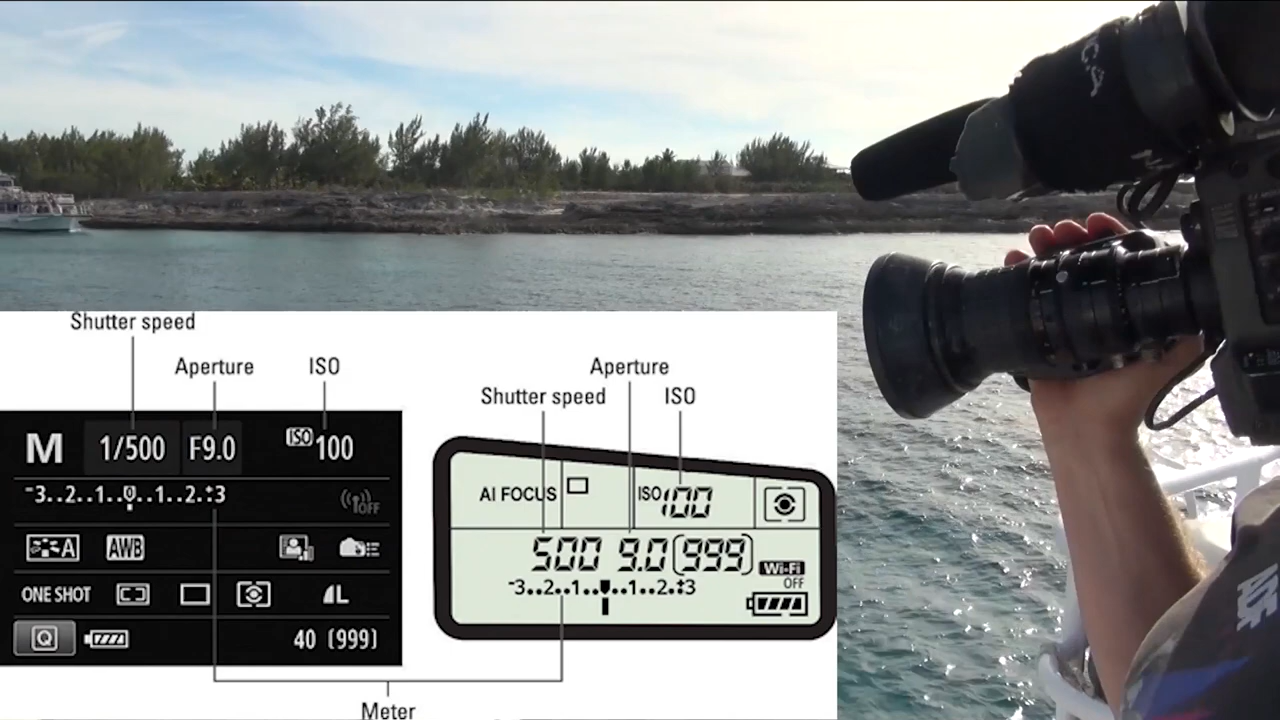 Shutter speed
Aperture
ISO
M 1/500 F9.0 ISO 100
-3..2..1..0..1..2..+3
OFF
A AWB
ONE SHOT L
Q 40 (999)
Aperture
Shutter speed ISO
AI FOCUS ISO 100
500 9.0 (999) Wi-Fi
OFF
-3..2..1..0..1..2..+3
Meter
C.A